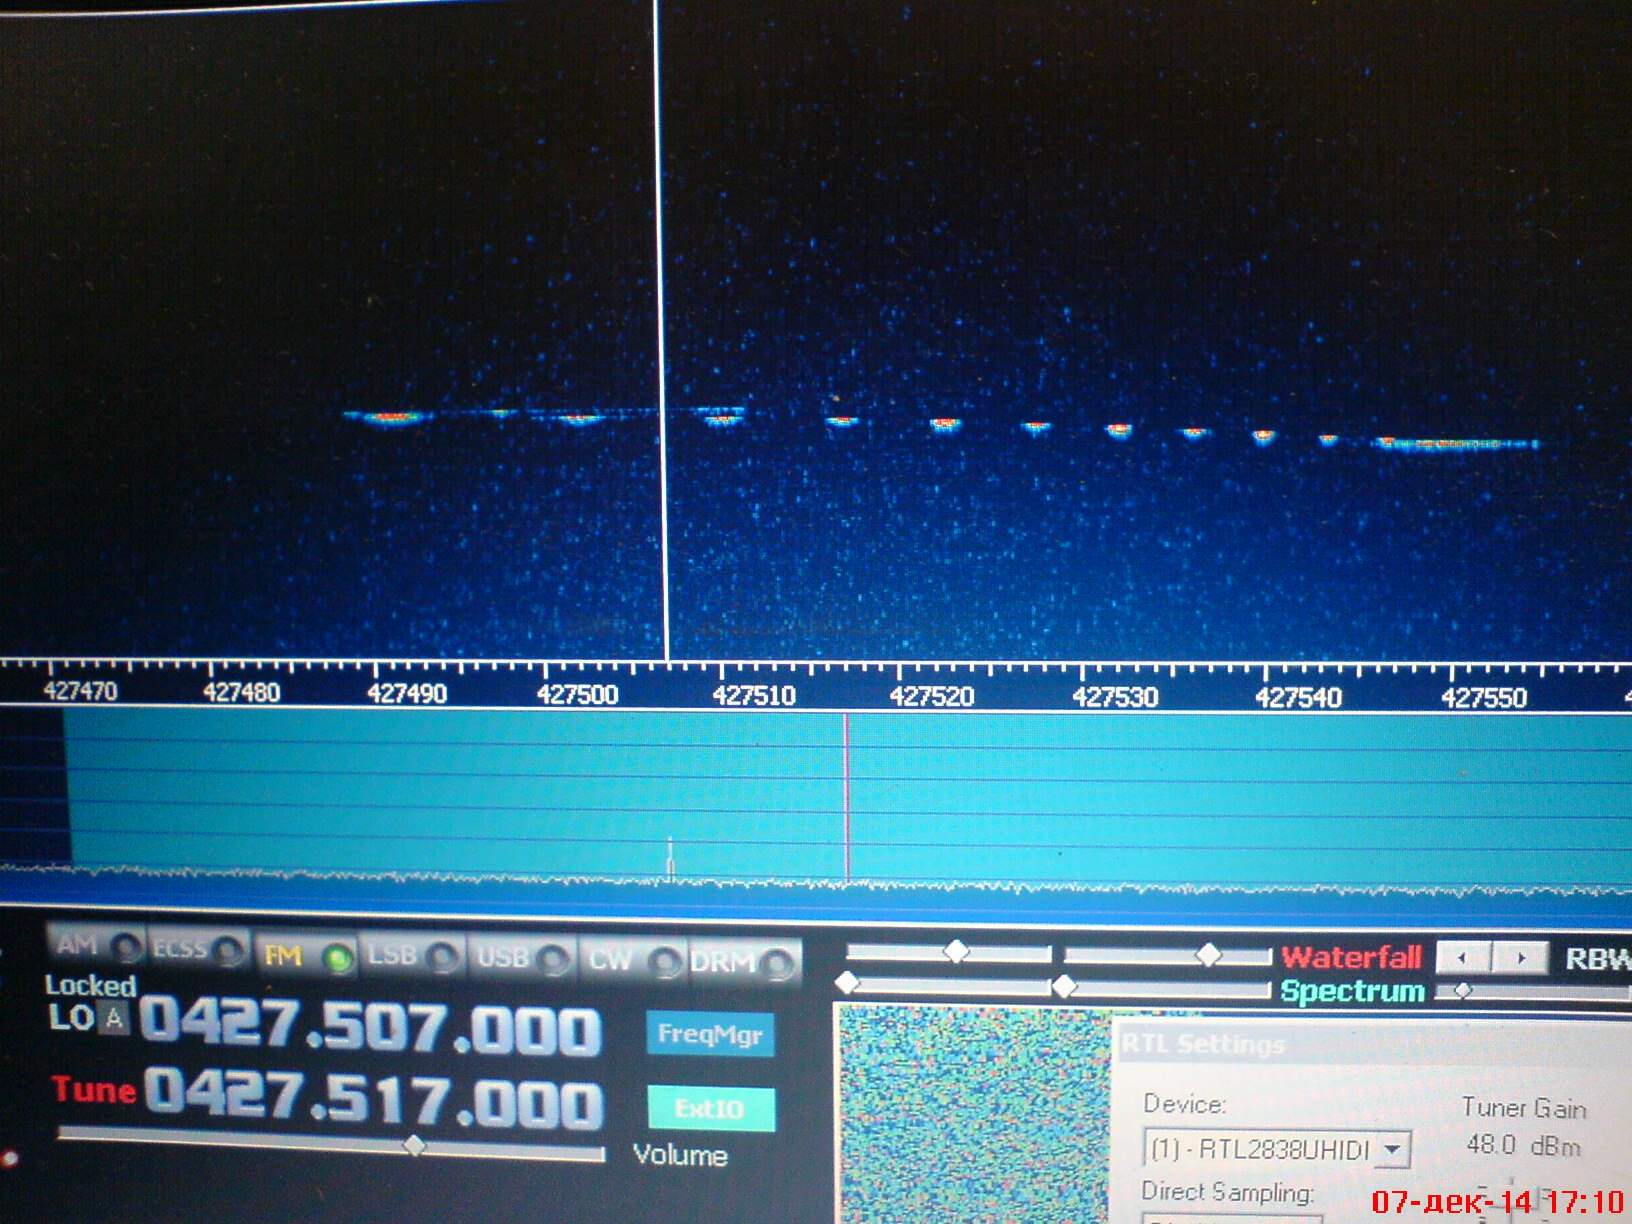 427470 427480 427490 427500 427510 427520 427530 427540 427550
AM ECSS FM LSB USB CW DRM
Waterfall RBW
Spectrum
Locked
LO A 0427.507.000
FreqMgr
Tune 0427.517.000
ExtIO
Volume
RTL Settings
Device:
Tuner Gain
(1) - RTL2838UHIDI
48.0 dBm
Direct Sampling:
07-дек-14 17:10